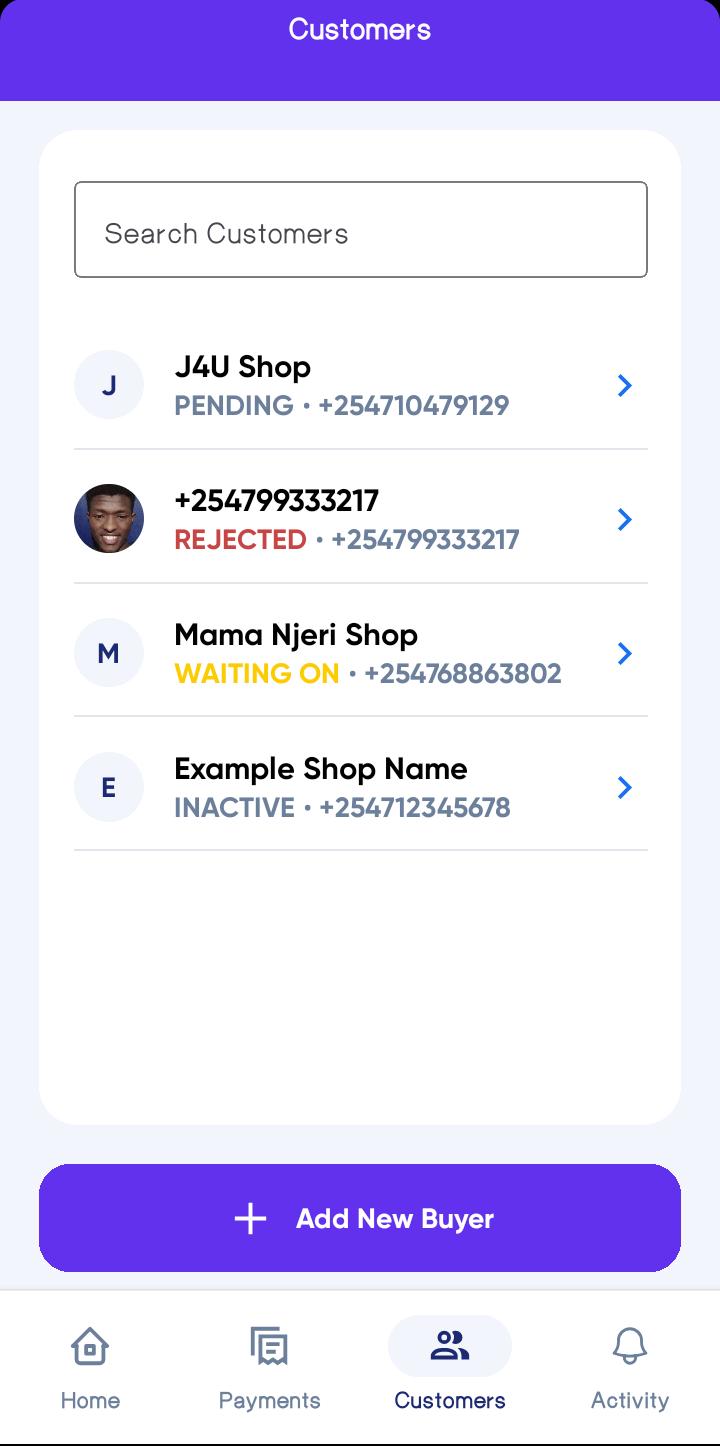 Customers
Search Customers
J
J4U Shop
PENDING • +254710479129
+254799333217
REJECTED • +254799333217
M
Mama Njeri Shop
WAITING ON • +254768863802
E
Example Shop Name
INACTIVE • +254712345678
Add New Buyer
Home Payments Customers Activity